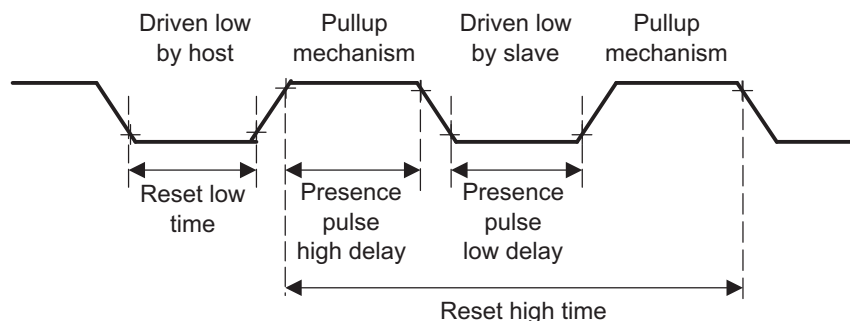 Driven low
by host
Pullup
mechanism
Driven low
by slave
Pullup
mechanism
Reset low
time
Presence
pulse
high delay
Presence
pulse
low delay
Reset high time